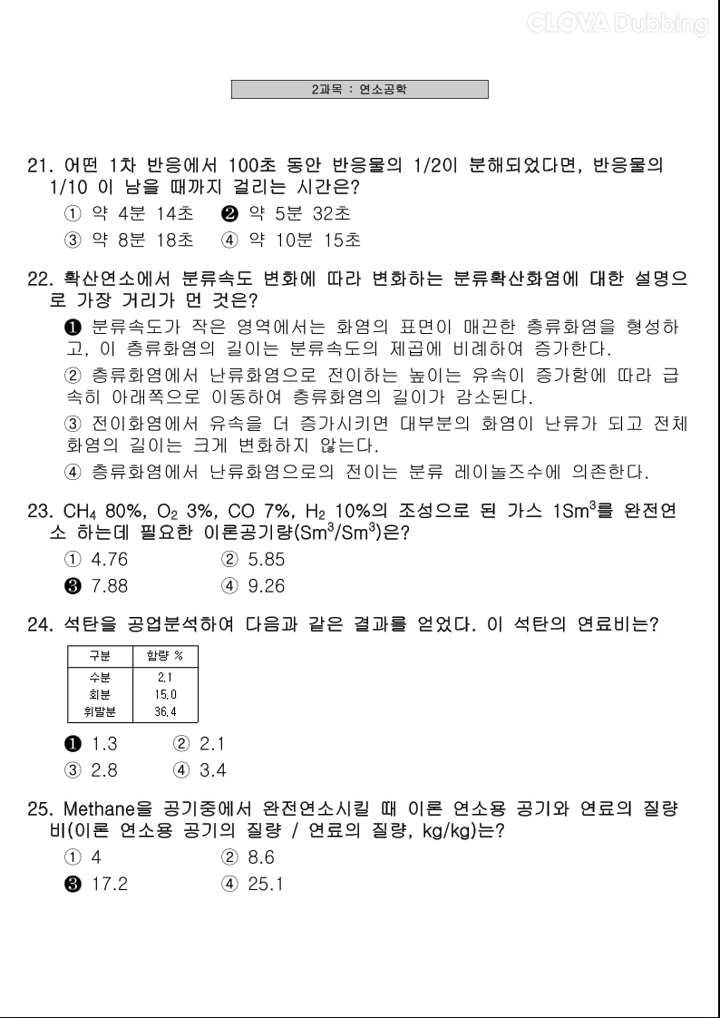 CLOVA Dubbing
2과목 : 연소공학
21. 어떤 1차 반응에서 100초 동안 반응물의 1/2이 분해되었다면, 반응물의
1/10 이 남을 때까지 걸리는 시간은?
① 약 4분 14초 ❷ 약 5분 32초
③ 약 8분 18초 ④ 약 10분 15초
22. 확산연소에서 분류속도 변화에 따라 변화하는 분류확산화염에 대한 설명으
로 가장 거리가 먼 것은?
❶ 분류속도가 작은 영역에서는 화염의 표면이 매끈한 층류화염을 형성하
고, 이 층류화염의 길이는 분류속도의 제곱에 비례하여 증가한다.
② 층류화염에서 난류화염으로 전이하는 높이는 유속이 증가함에 따라 급
속히 아래쪽으로 이동하여 층류화염의 길이가 감소된다.
③ 전이화염에서 유속을 더 증가시키면 대부분의 화염이 난류가 되고 전체
화염의 길이는 크게 변화하지 않는다.
④ 층류화염에서 난류화염으로의 전이는 분류 레이놀즈수에 의존한다.
23. CH₄ 80%, O₂ 3%, CO 7%, H₂ 10%의 조성으로 된 가스 1Sm³를 완전연
소 하는데 필요한 이론공기량(Sm³/Sm³)은?
① 4.76 ② 5.85
❸ 7.88 ④ 9.26
24. 석탄을 공업분석하여 다음과 같은 결과를 얻었다. 이 석탄의 연료비는?
구분 함량 %
수분 2.1
회분 15.0
휘발분 36.4
❶ 1.3 ② 2.1
③ 2.8 ④ 3.4
25. Methane을 공기중에서 완전연소시킬 때 이론 연소용 공기와 연료의 질량
비(이론 연소용 공기의 질량 / 연료의 질량, kg/kg)는?
① 4 ② 8.6
❸ 17.2 ④ 25.1